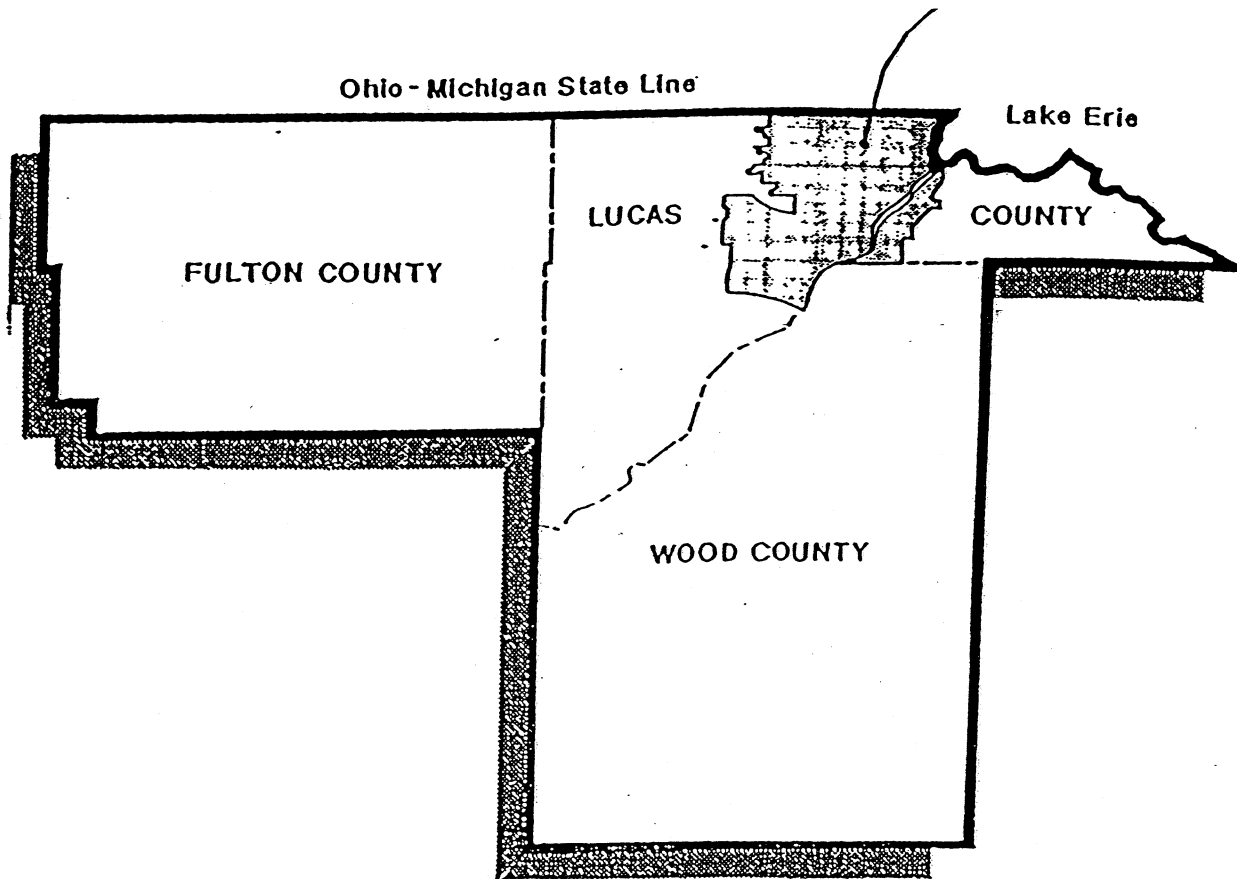 Ohio - Michigan State Line
Lake Erie
LUCAS COUNTY
FULTON COUNTY
WOOD COUNTY